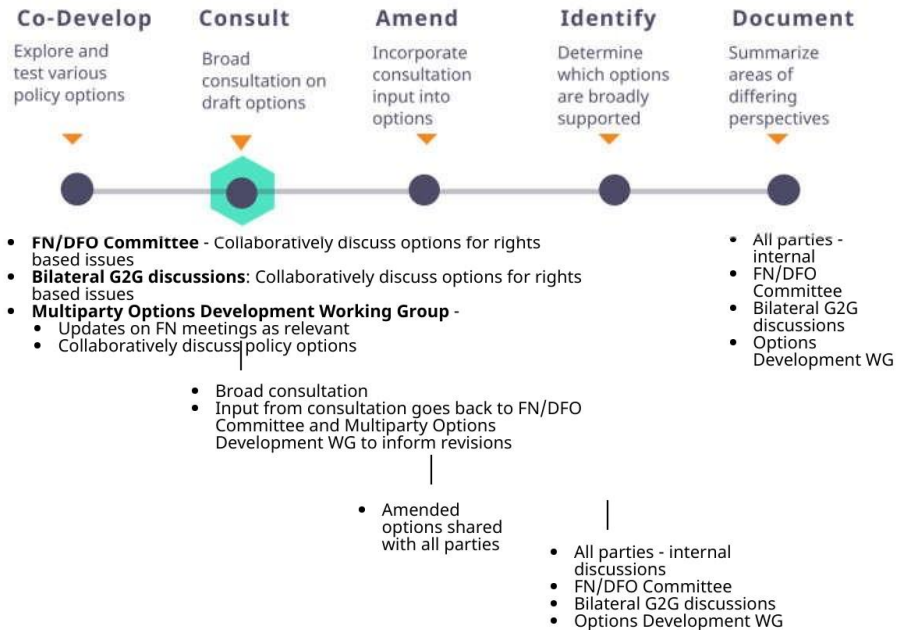 Co-Develop
Explore and
test various
policy options
Consult
Broad
consultation on
draft options
Amend
Incorporate
consultation
input into
options
Identify
Determine
which options
are broadly
supported
Document
Summarize
areas of
differing
perspectives
• FN/DFO Committee - Collaboratively discuss options for rights
based issues
• Bilateral G2G discussions: Collaboratively discuss options for rights
based issues
• Multiparty Options Development Working Group -
• Updates on FN meetings as relevant
• Collaboratively discuss policy options
• Broad consultation
• Input from consultation goes back to FN/DFO
Committee and Multiparty Options
Development WG to inform revisions
• Amended
options shared
with all parties
• All parties - internal
discussions
• FN/DFO Committee
• Bilateral G2G discussions
• Options Development WG
• All parties -
internal
• FN/DFO
Committee
• Bilateral G2G
discussions
• Options
Development WG